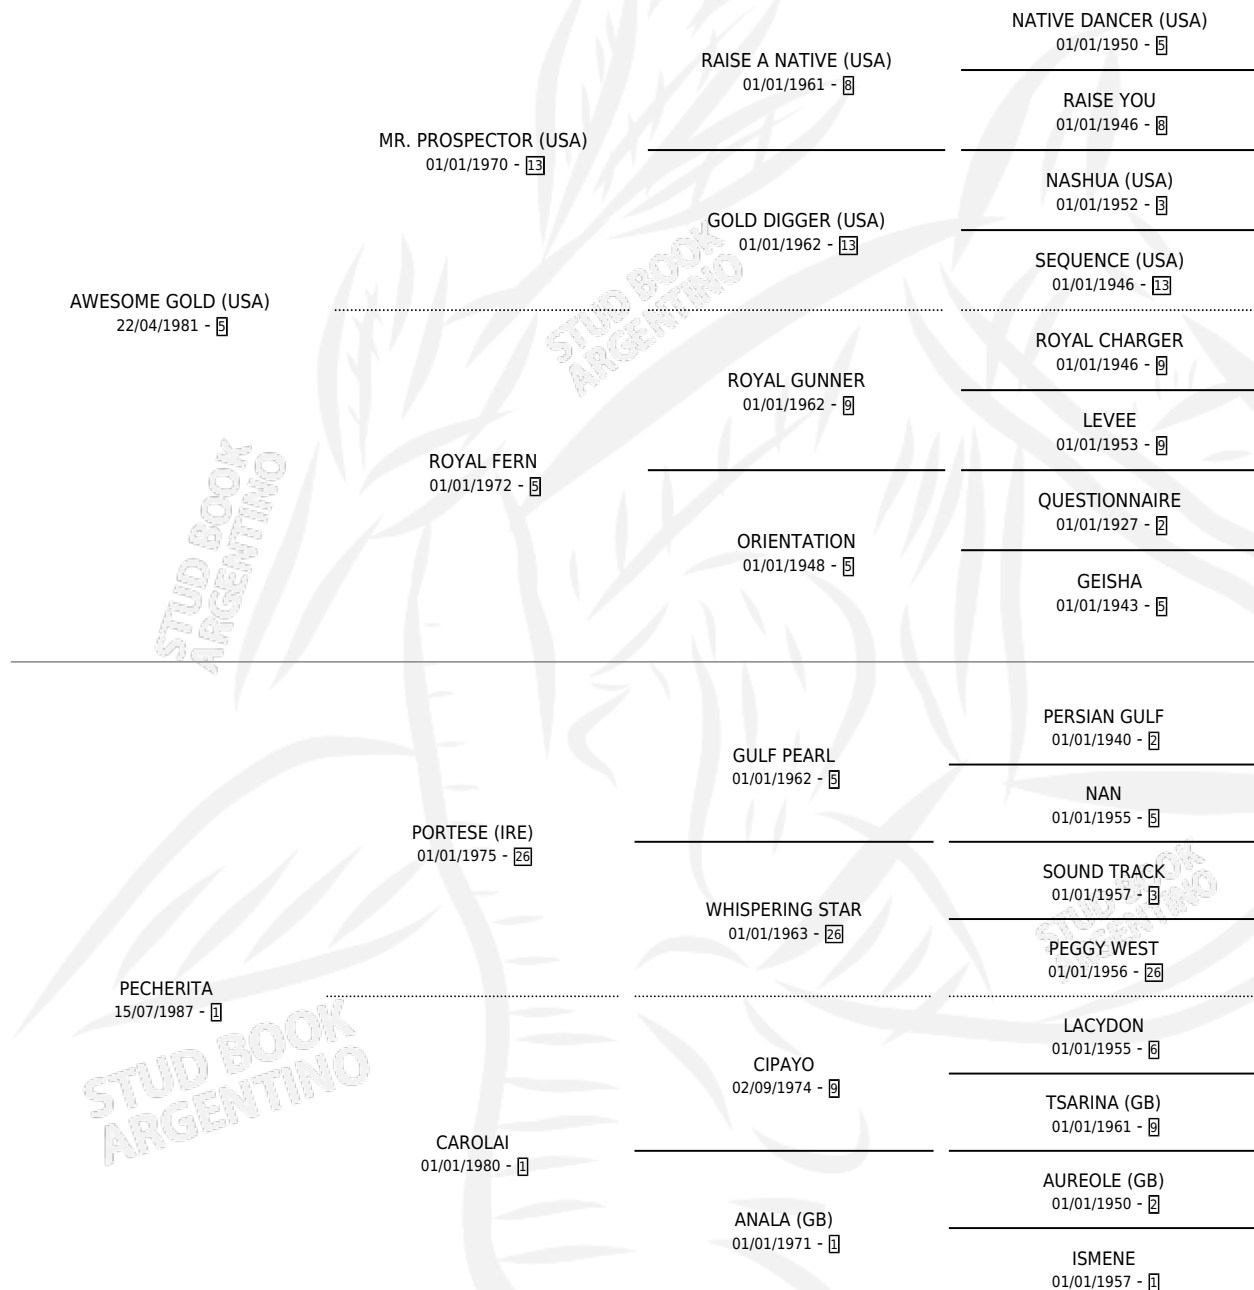 NATIVE DANCER (USA)
01/01/1950 - 5
RAISE A NATIVE (USA)
01/01/1961 - 8
RAISE YOU
01/01/1946 - 8
MR. PROSPECTOR (USA)
01/01/1970 - 13
NASHUA (USA)
01/01/1952 - 3
GOLD DIGGER (USA)
01/01/1962 - 13
SEQUENCE (USA)
01/01/1946 - 13
AWESOME GOLD (USA)
22/04/1981 - 5
STUD BOOK
ARGENTINO
ROYAL CHARGER
01/01/1946 - 9
ROYAL GUNNER
01/01/1962 - 9
LEVEE
01/01/1953 - 9
ROYAL FERN
01/01/1972 - 5
QUESTIONNAIRE
01/01/1927 - 2
ORIENTATION
01/01/1948 - 5
GEISHA
01/01/1943 - 5
STUD BOOK
ARGENTINO
PERSIAN GULF
01/01/1940 - 2
GULF PEARL
01/01/1962 - 5
NAN
01/01/1955 - 5
PORTESE (IRE)
01/01/1975 - 26
SOUND TRACK
01/01/1957 - 3
WHISPERING STAR
01/01/1963 - 26
PEGGY WEST
01/01/1956 - 26
STUD BOOK
ARGENTINO
PECHERITA
15/07/1987 - 1
STUD BOOK
ARGENTINO
LACYDON
01/01/1955 - 6
CIPAYO
02/09/1974 - 9
TSARINA (GB)
01/01/1961 - 9
CAROLAI
01/01/1980 - 1
AUREOLE (GB)
01/01/1950 - 2
ANALA (GB)
01/01/1971 - 1
ISMENE
01/01/1957 - 1